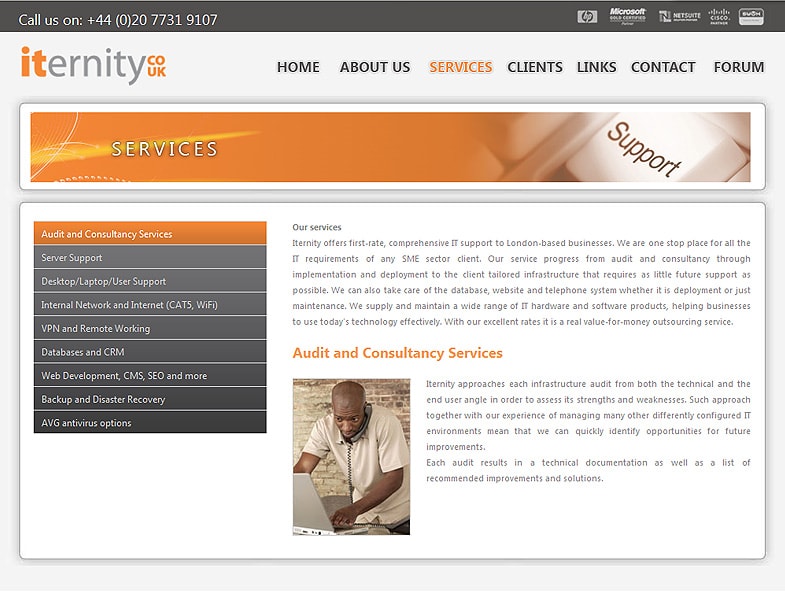 Call us on: +44 (0)20 7731 9107
hp Microsoft GOLD CERTIFIED Partner NETSUITE CISCO PARTNER
iternity CO UK
HOME ABOUT US SERVICES CLIENTS LINKS CONTACT FORUM
SERVICES
Support
Audit and Consultancy Services
Server Support
Desktop/Laptop/User Support
Internal Network and Internet (CAT5, WiFi)
VPN and Remote Working
Databases and CRM
Web Development, CMS, SEO and more
Backup and Disaster Recovery
AVG antivirus options
Our services
Iternity offers first-rate, comprehensive IT support to London-based businesses. We are one stop place for all the
IT requirements of any SME sector client. Our service progress from audit and consultancy through
implementation and deployment to the client tailored infrastructure that requires as little future support as
possible. We can also take care of the database, website and telephone system whether it is deployment or just
maintenance. We supply and maintain a wide range of IT hardware and software products, helping businesses
to use today's technology effectively. With our excellent rates it is a real value-for-money outsourcing service.
Audit and Consultancy Services
Iternity approaches each infrastructure audit from both the technical and the
end user angle in order to assess its strengths and weaknesses. Such approach
together with our experience of managing many other differently configured IT
environments mean that we can quickly identify opportunities for future
improvements.
Each audit results in a technical documentation as well as a list of
recommended improvements and solutions.